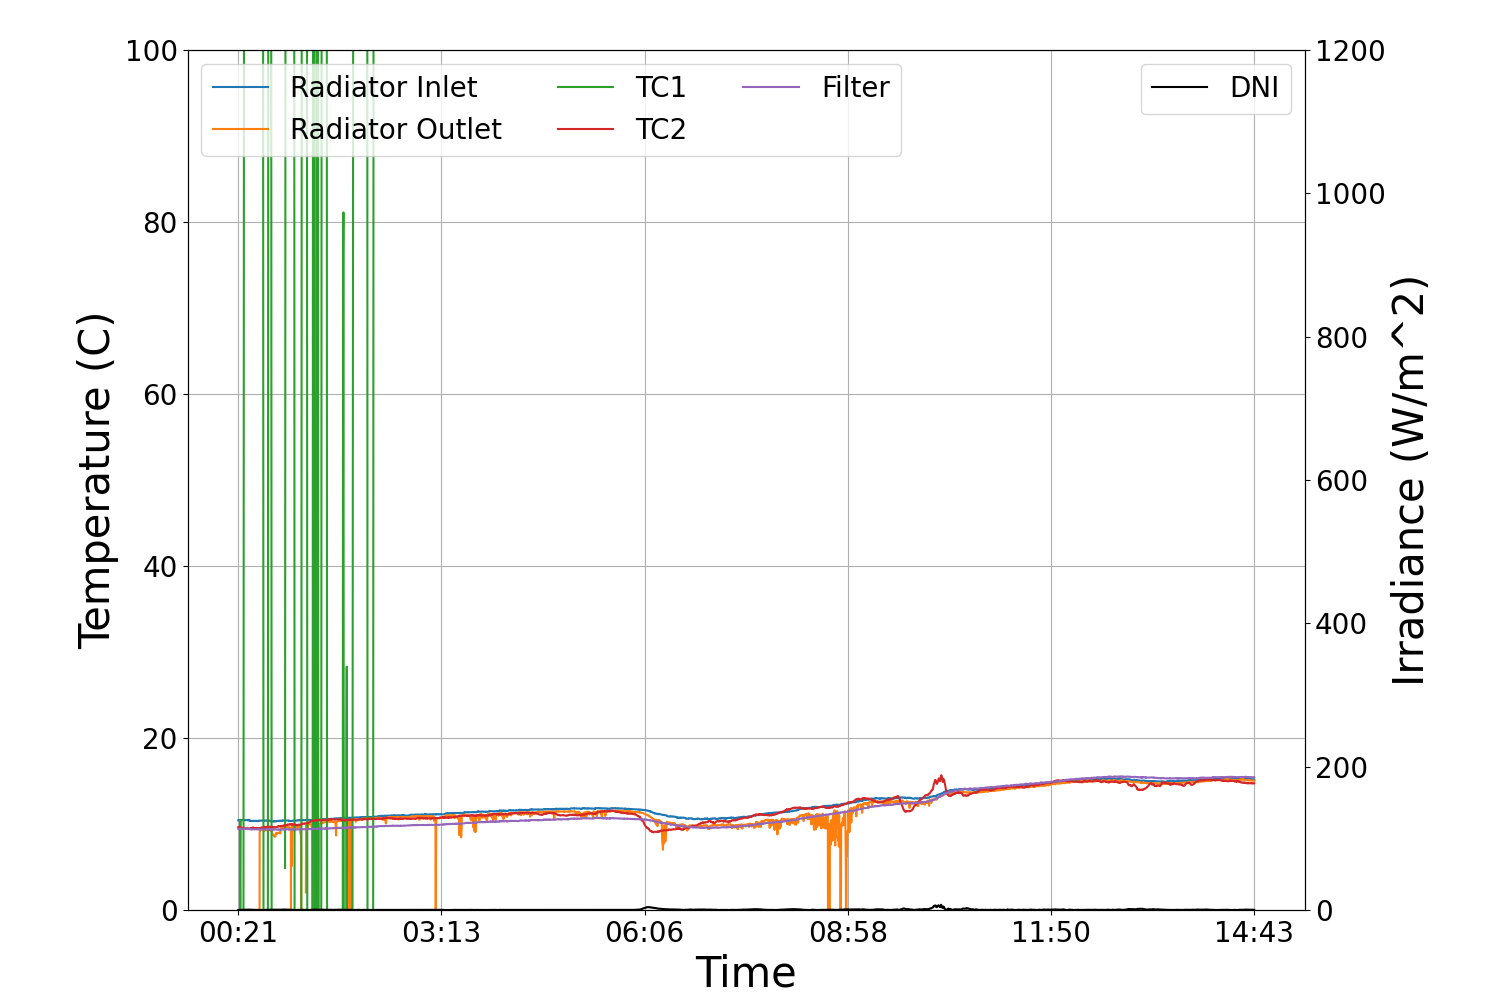 100
80
60
40
20
0
Temperature (C)
Radiator Inlet
Radiator Outlet
TC1
TC2
Filter
DNI
1200
1000
800
600
400
200
0
Irradiance (W/m^2)
00:21 03:13 06:06 08:58 11:50 14:43
Time